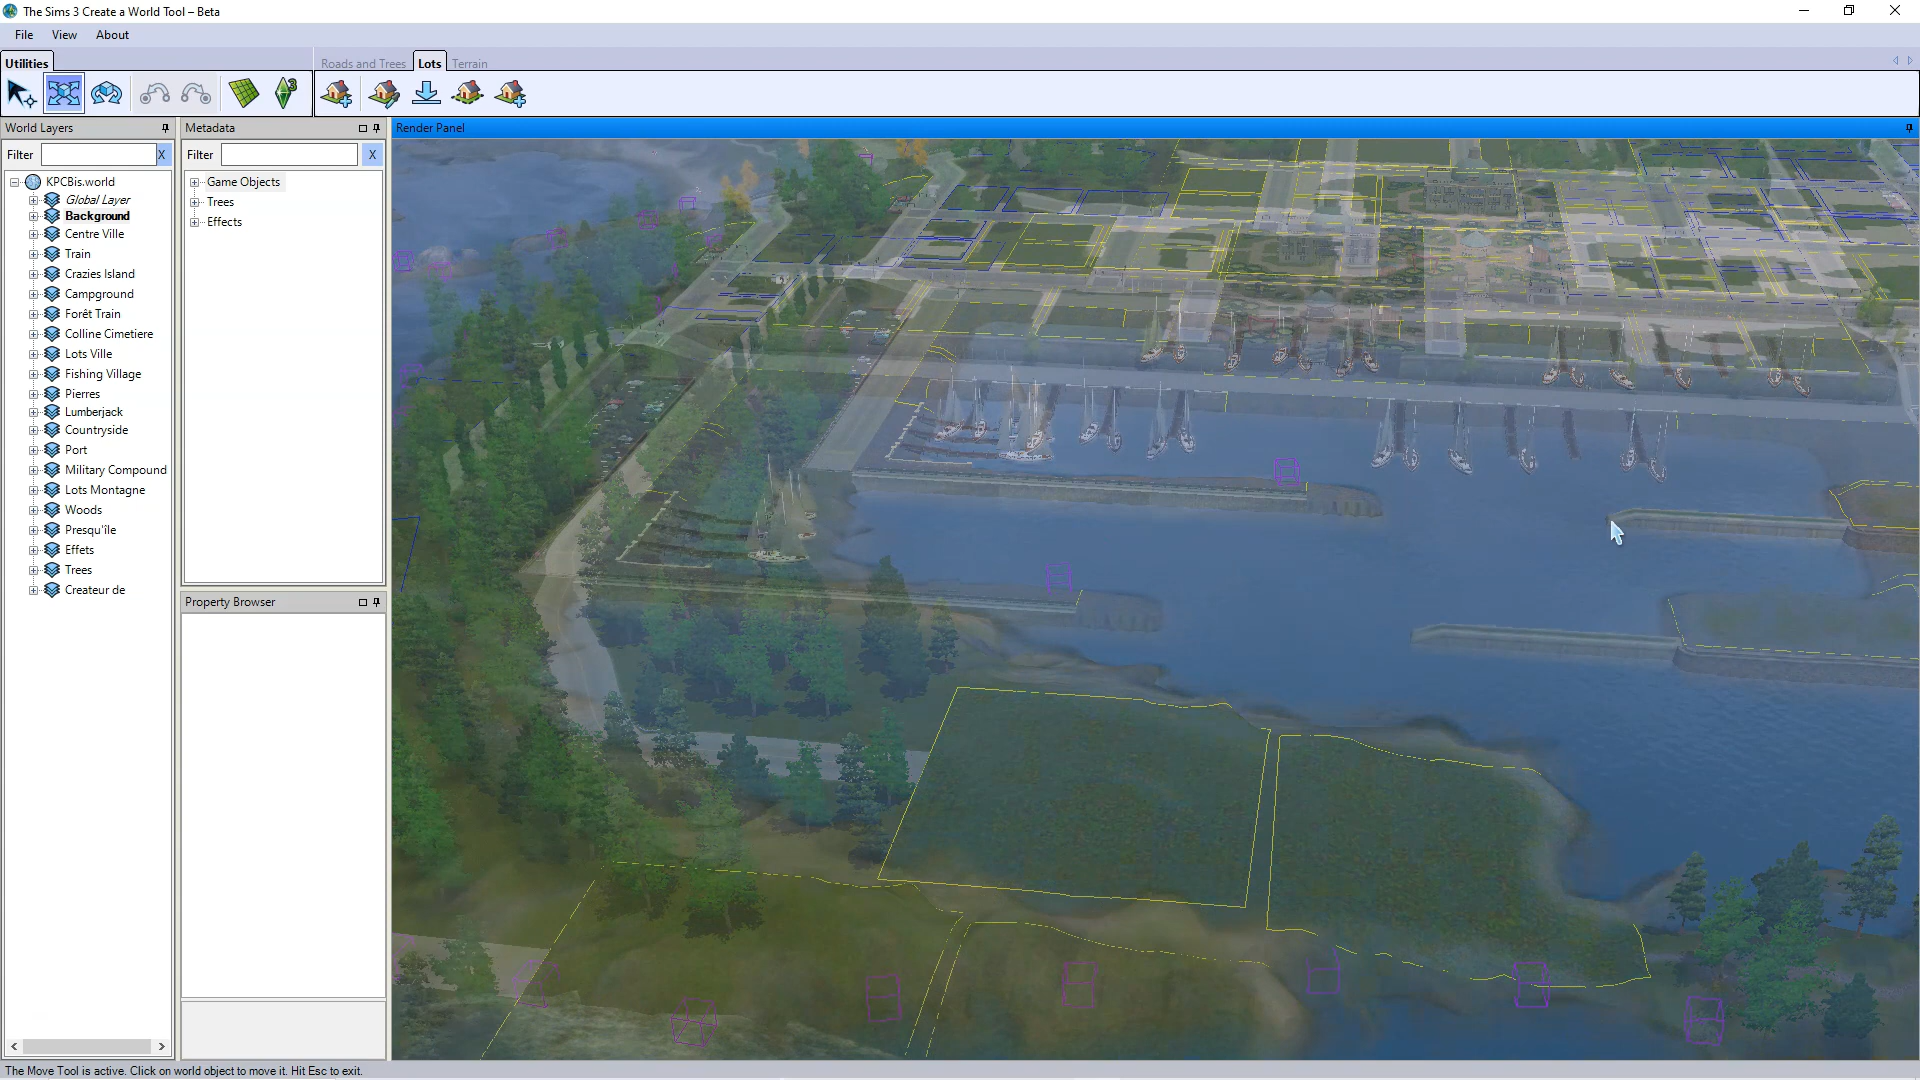 The Sims 3 Create a World Tool – Beta
File View About
Utilities Roads and Trees Lots Terrain
World Layers Metadata Render Panel
Filter X Filter X
KPCBis.world
Global Layer
Background
Centre Ville
Train
Crazies Island
Campground
Forêt Train
Colline Cimetiere
Lots Ville
Fishing Village
Pierres
Lumberjack
Countryside
Port
Military Compound
Lots Montagne
Woods
Presqu'île
Effets
Trees
Createur de
Game Objects
Trees
Effects
Property Browser
The Move Tool is active. Click on world object to move it. Hit Esc to exit.